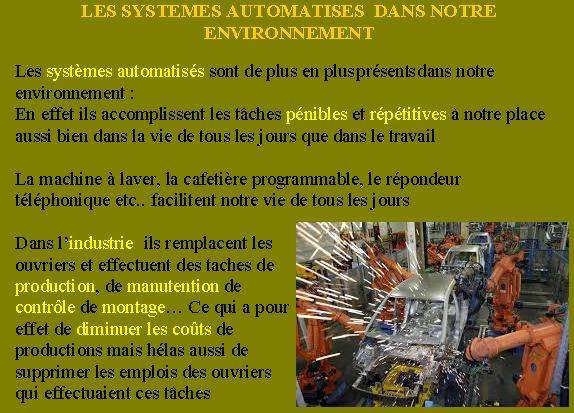 LES SYSTEMES AUTOMATISES DANS NOTRE
ENVIRONNEMENT
Les systèmes automatisés sont de plus en plus présents dans notre
environnement :
En effet ils accomplissent les tâches pénibles et répétitives à notre place
aussi bien dans la vie de tous les jours que dans le travail
La machine à laver, la cafetière programmable, le répondeur
téléphonique etc.. facilitent notre vie de tous les jours
Dans l’industrie ils remplacent les
ouvriers et effectuent des taches de
production, de manutention de
contrôle de montage… Ce qui a pour
effet de diminuer les coûts de
productions mais hélas aussi de
supprimer les emplois des ouvriers
qui effectuaient ces tâches